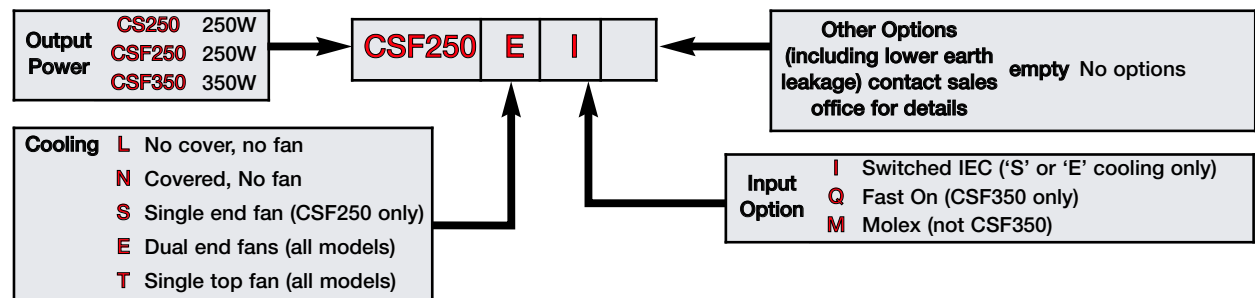 Output Power
CS250 250W
CSF250 250W
CSF350 350W
CSF250 E I
Other Options
(including lower earth
leakage) contact sales
office for details
empty No options
Cooling
L No cover, no fan
N Covered, No fan
S Single end fan (CSF250 only)
E Dual end fans (all models)
T Single top fan (all models)
Input
Option
I Switched IEC (‘S’ or ‘E’ cooling only)
Q Fast On (CSF350 only)
M Molex (not CSF350)